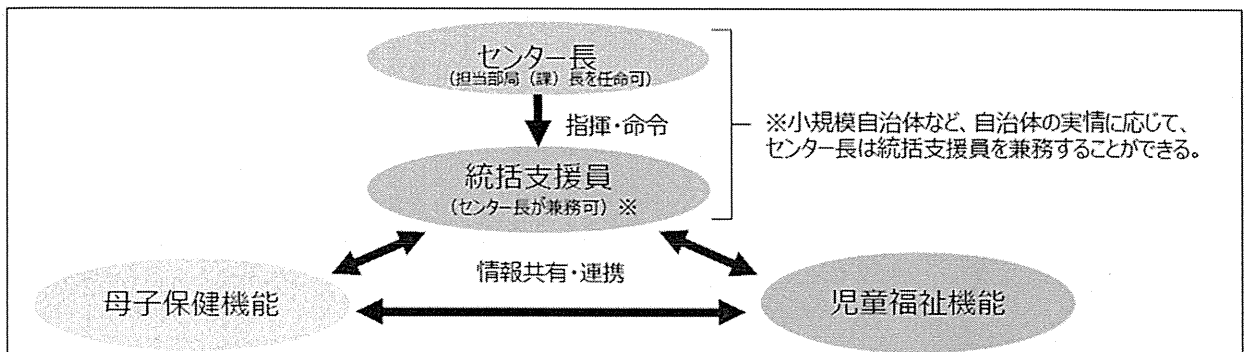 センター長
(担当部局（課）長を任命可)
指揮・命令
※小規模自治体など、自治体の実情に応じて、
センター長は統括支援員を兼務することができる。
統括支援員
(センター長が兼務可) ※
情報共有・連携
母子保健機能
児童福祉機能